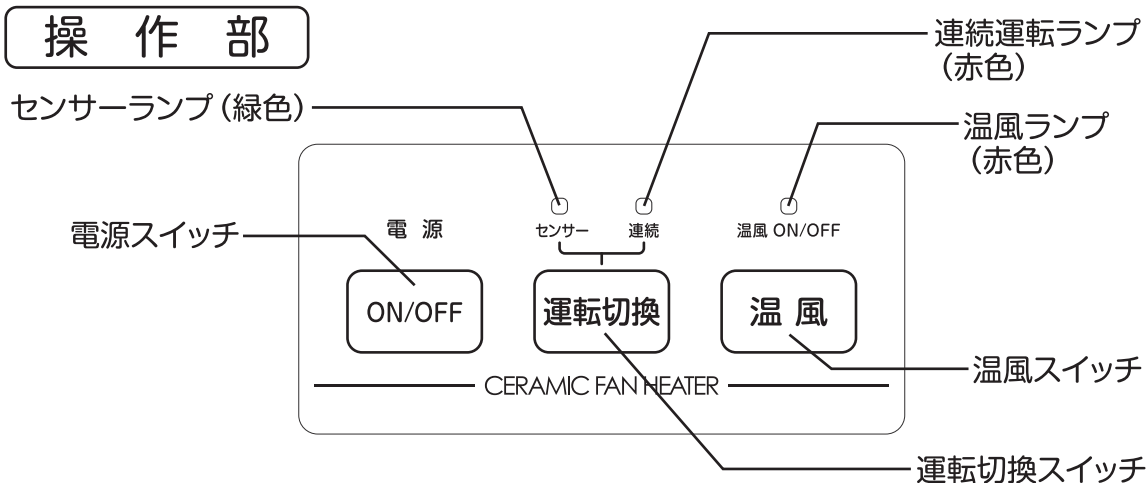 操 作 部
連続運転ランプ
(赤色)
センサーランプ(緑色)
温風ランプ
(赤色)
電源スイッチ
電 源
センサー
連続
温風 ON/OFF
ON/OFF
運転切換
温 風
温風スイッチ
CERAMIC FAN HEATER
運転切換スイッチ